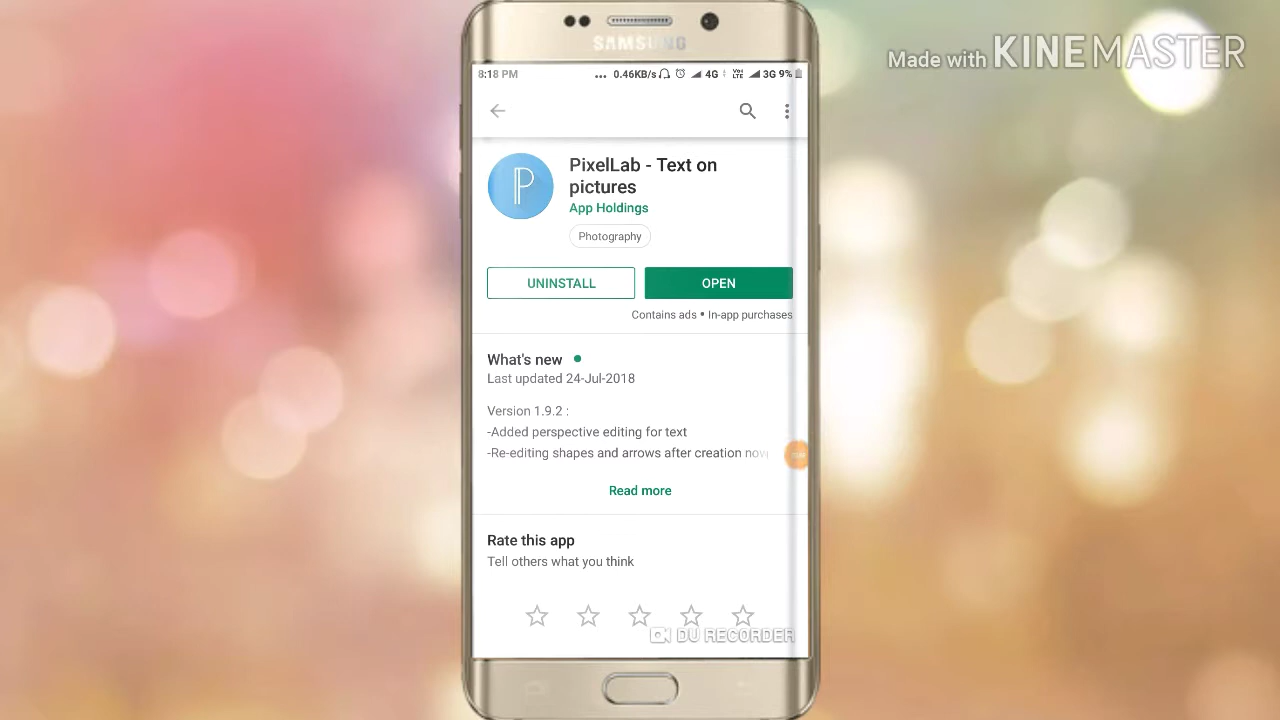 Made with KINEMASTER
SAMSUNG
8:18 PM ... 0.46KB/s 4G VoLTE 3G 9%
PixelLab - Text on
pictures
App Holdings
Photography
UNINSTALL OPEN
Contains ads • In-app purchases
What's new
Last updated 24-Jul-2018
Version 1.9.2 :
-Added perspective editing for text
-Re-editing shapes and arrows after creation now
Read more
Rate this app
Tell others what you think
DU RECORDER